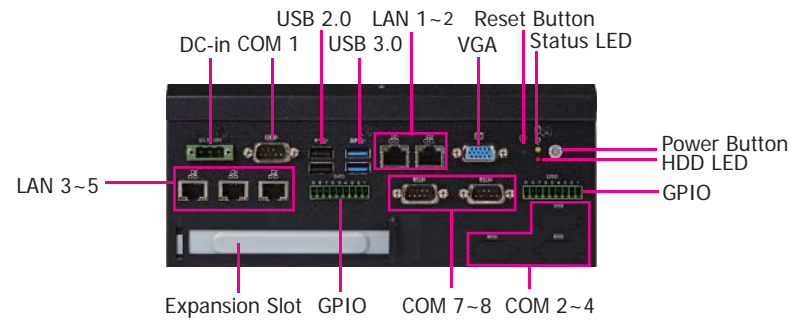 USB 2.0 LAN 1~2 Reset Button
DC-in COM 1 USB 3.0 VGA Status LED
Power Button
HDD LED
LAN 3~5
GPIO
Expansion Slot GPIO COM 7~8 COM 2~4